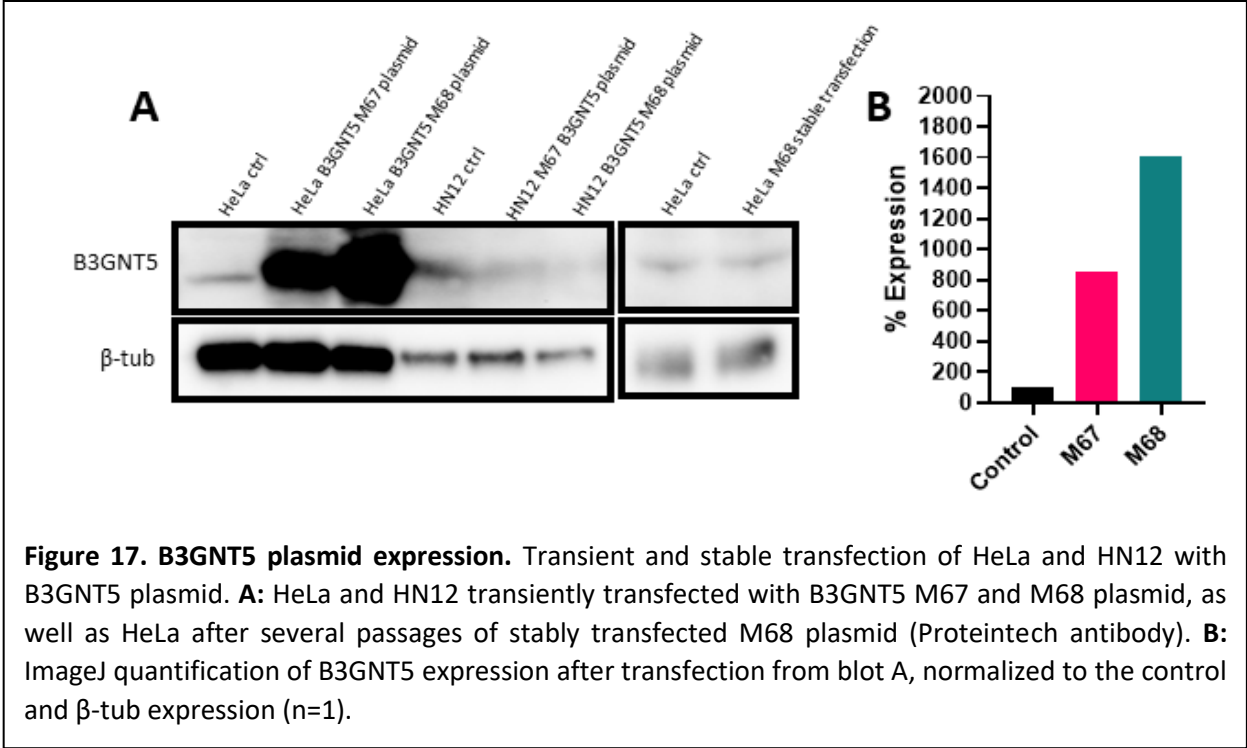 A
HeLa ctrl
HeLa B3GNT5 M67 plasmid
HeLa B3GNT5 M68 plasmid
HN12 ctrl
HN12 M67 B3GNT5 plasmid
HN12 B3GNT5 M68 plasmid
HeLa ctrl
HeLa M68 stable transfection
B3GNT5
β-tub
B
% Expression
2000
1800
1600
1400
1200
1000
800
600
400
200
0
Control
M67
M68
Figure 17. B3GNT5 plasmid expression. Transient and stable transfection of HeLa and HN12 with
B3GNT5 plasmid. A: HeLa and HN12 transiently transfected with B3GNT5 M67 and M68 plasmid, as
well as HeLa after several passages of stably transfected M68 plasmid (Proteintech antibody). B:
ImageJ quantification of B3GNT5 expression after transfection from blot A, normalized to the control
and β-tub expression (n=1).